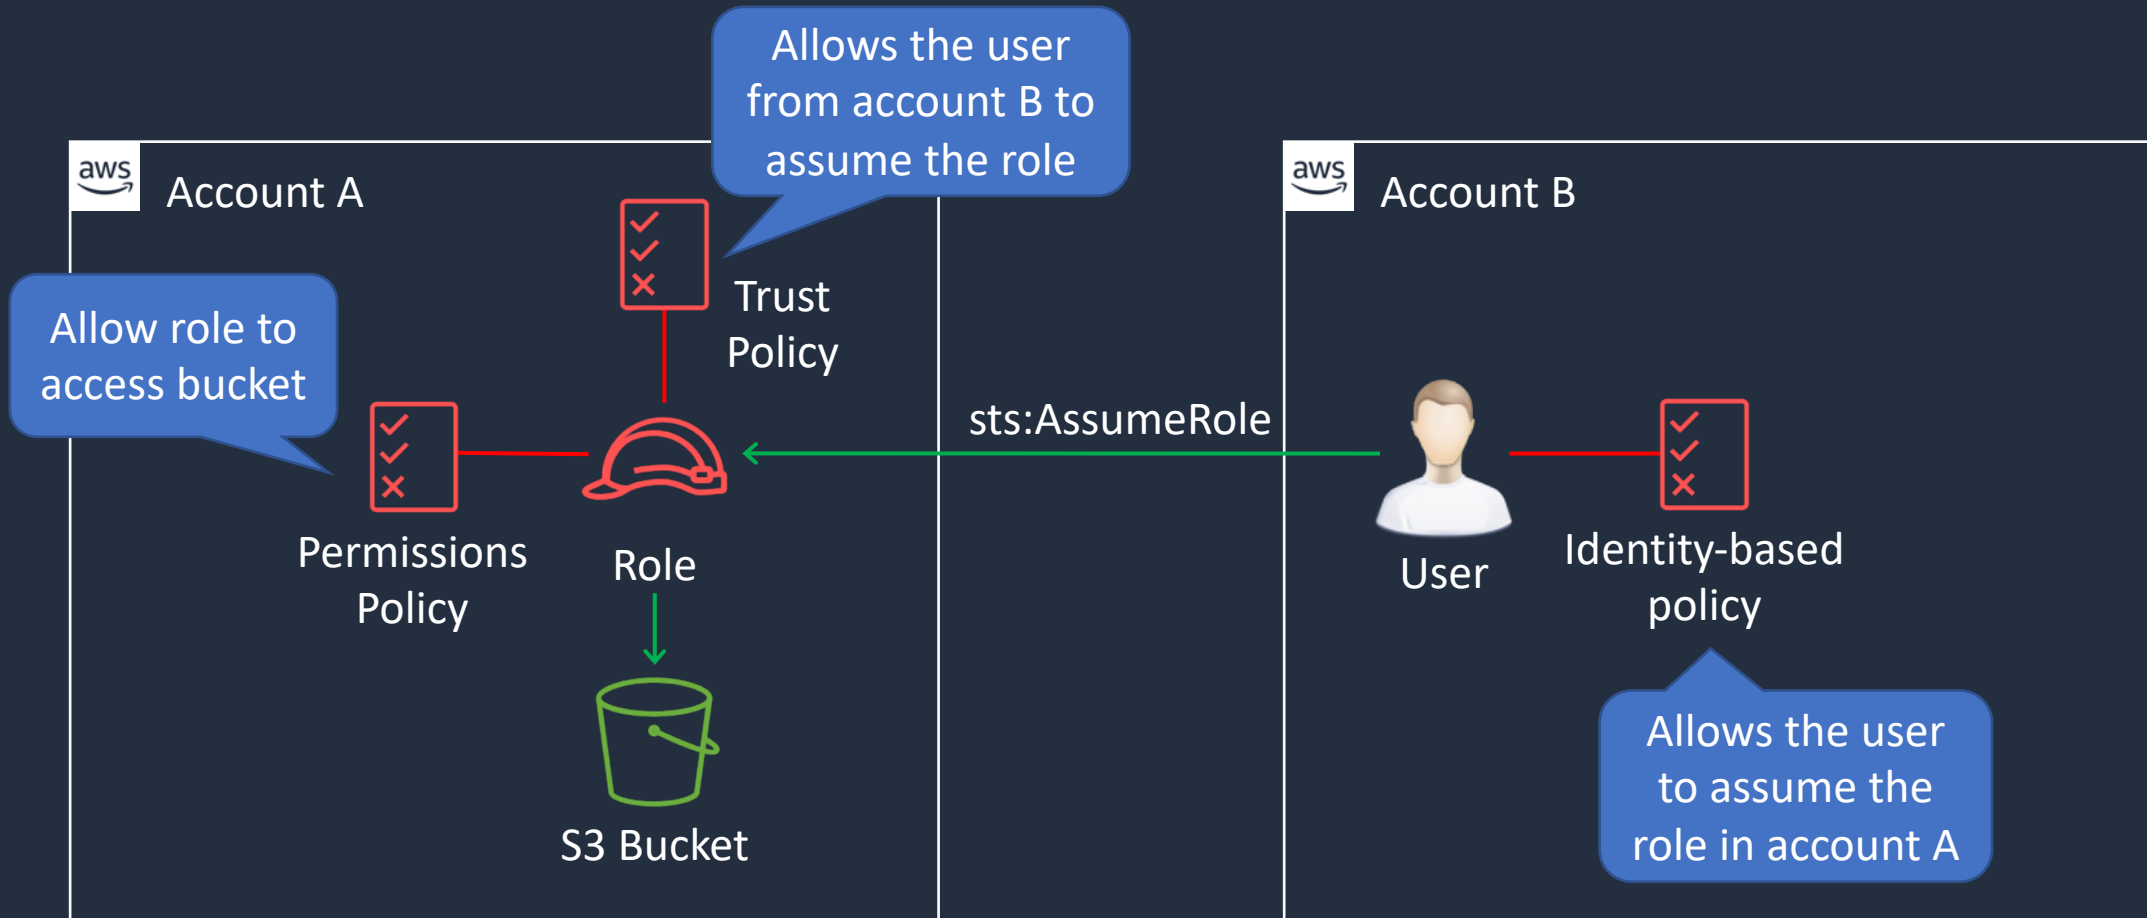 Allows the user
from account B to
assume the role
aws
Account A
aws
Account B
Trust
Policy
Allow role to
access bucket
sts:AssumeRole
Permissions
Policy
Role
User
Identity-based
policy
S3 Bucket
Allows the user
to assume the
role in account A